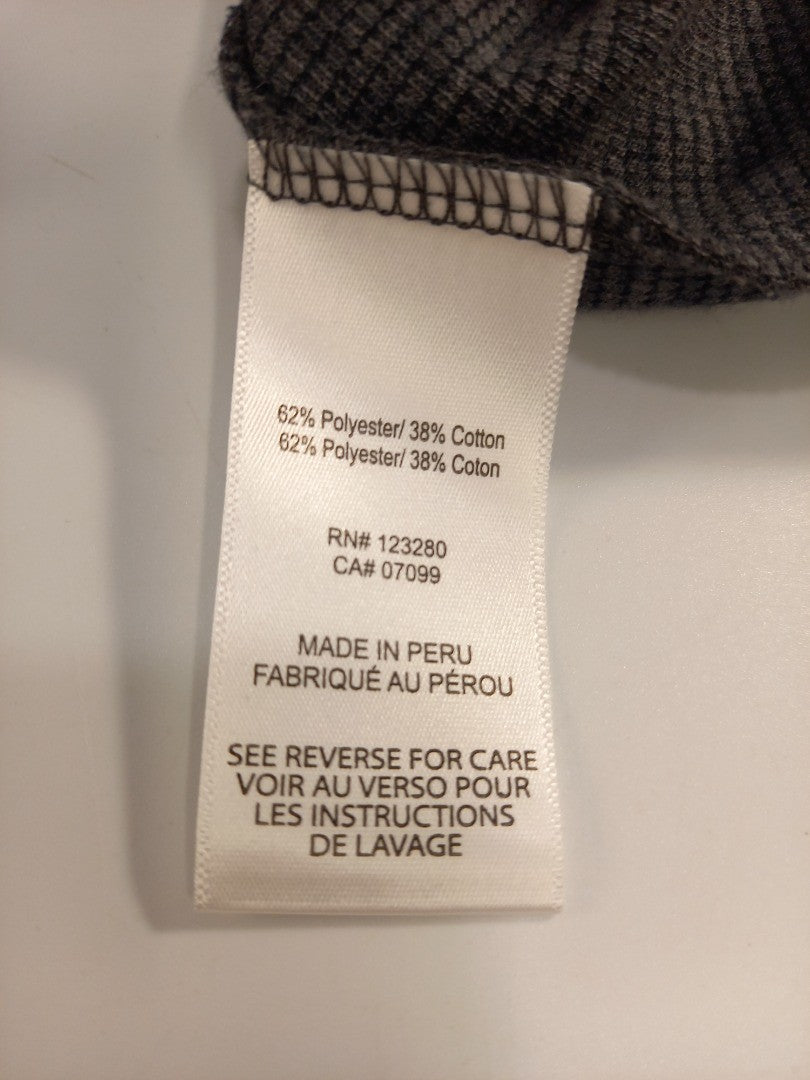 62% Polyester/ 38% Cotton
62% Polyester/ 38% Coton
RN# 123280
CA# 07099
MADE IN PERU
FABRIQUÉ AU PÉROU
SEE REVERSE FOR CARE
VOIR AU VERSO POUR
LES INSTRUCTIONS
DE LAVAGE